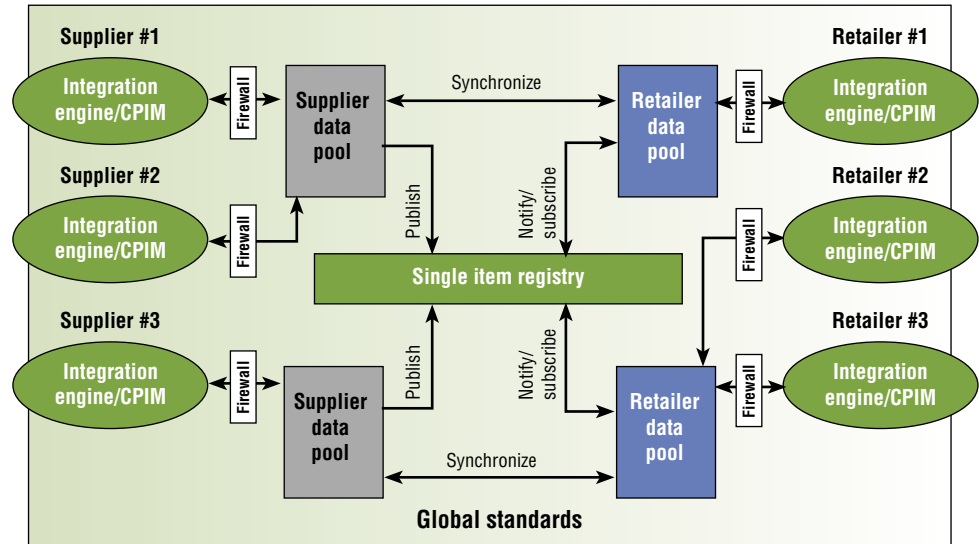 Supplier #1
Integration
engine/CPIM
Firewall
Supplier
data
pool
Synchronize
Retailer
data
pool
Firewall
Retailer #1
Integration
engine/CPIM
Supplier #2
Integration
engine/CPIM
Firewall
Publish
Notify/
subscribe
Firewall
Retailer #2
Integration
engine/CPIM
Single item registry
Supplier #3
Integration
engine/CPIM
Firewall
Supplier
data
pool
Publish
Notify/
subscribe
Synchronize
Retailer
data
pool
Firewall
Retailer #3
Integration
engine/CPIM
Global standards